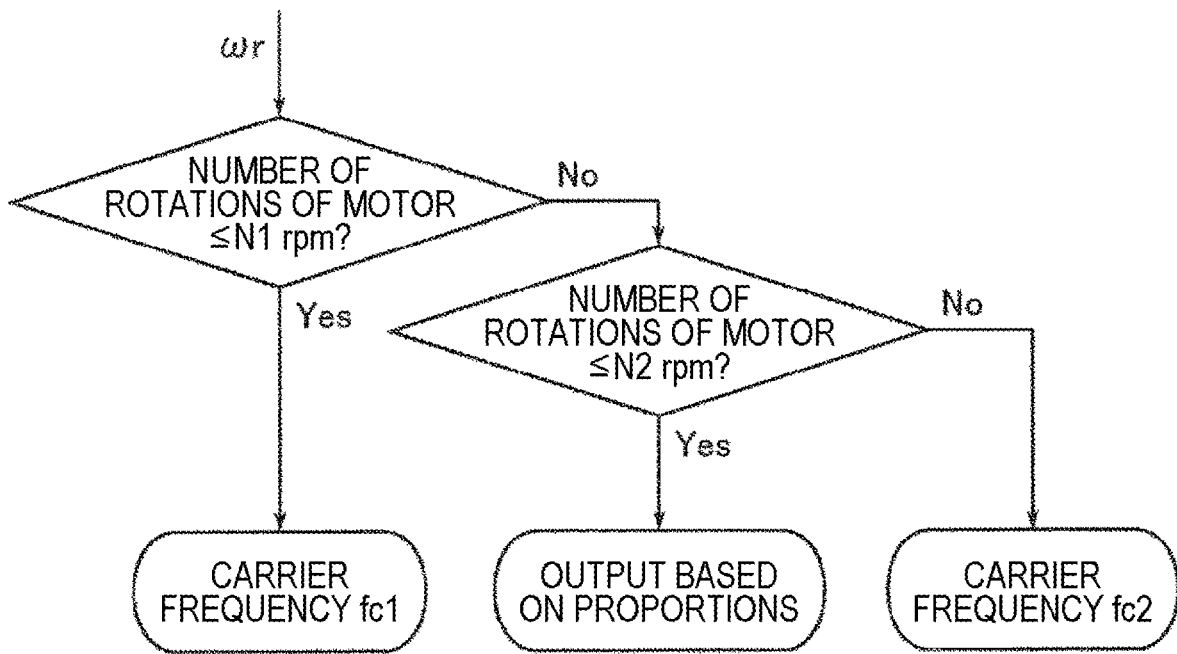 ωr
NUMBER OF
ROTATIONS OF MOTOR
≤N1 rpm?
No
Yes
NUMBER OF
ROTATIONS OF MOTOR
≤N2 rpm?
No
Yes
CARRIER
FREQUENCY fc1
OUTPUT BASED
ON PROPORTIONS
CARRIER
FREQUENCY fc2